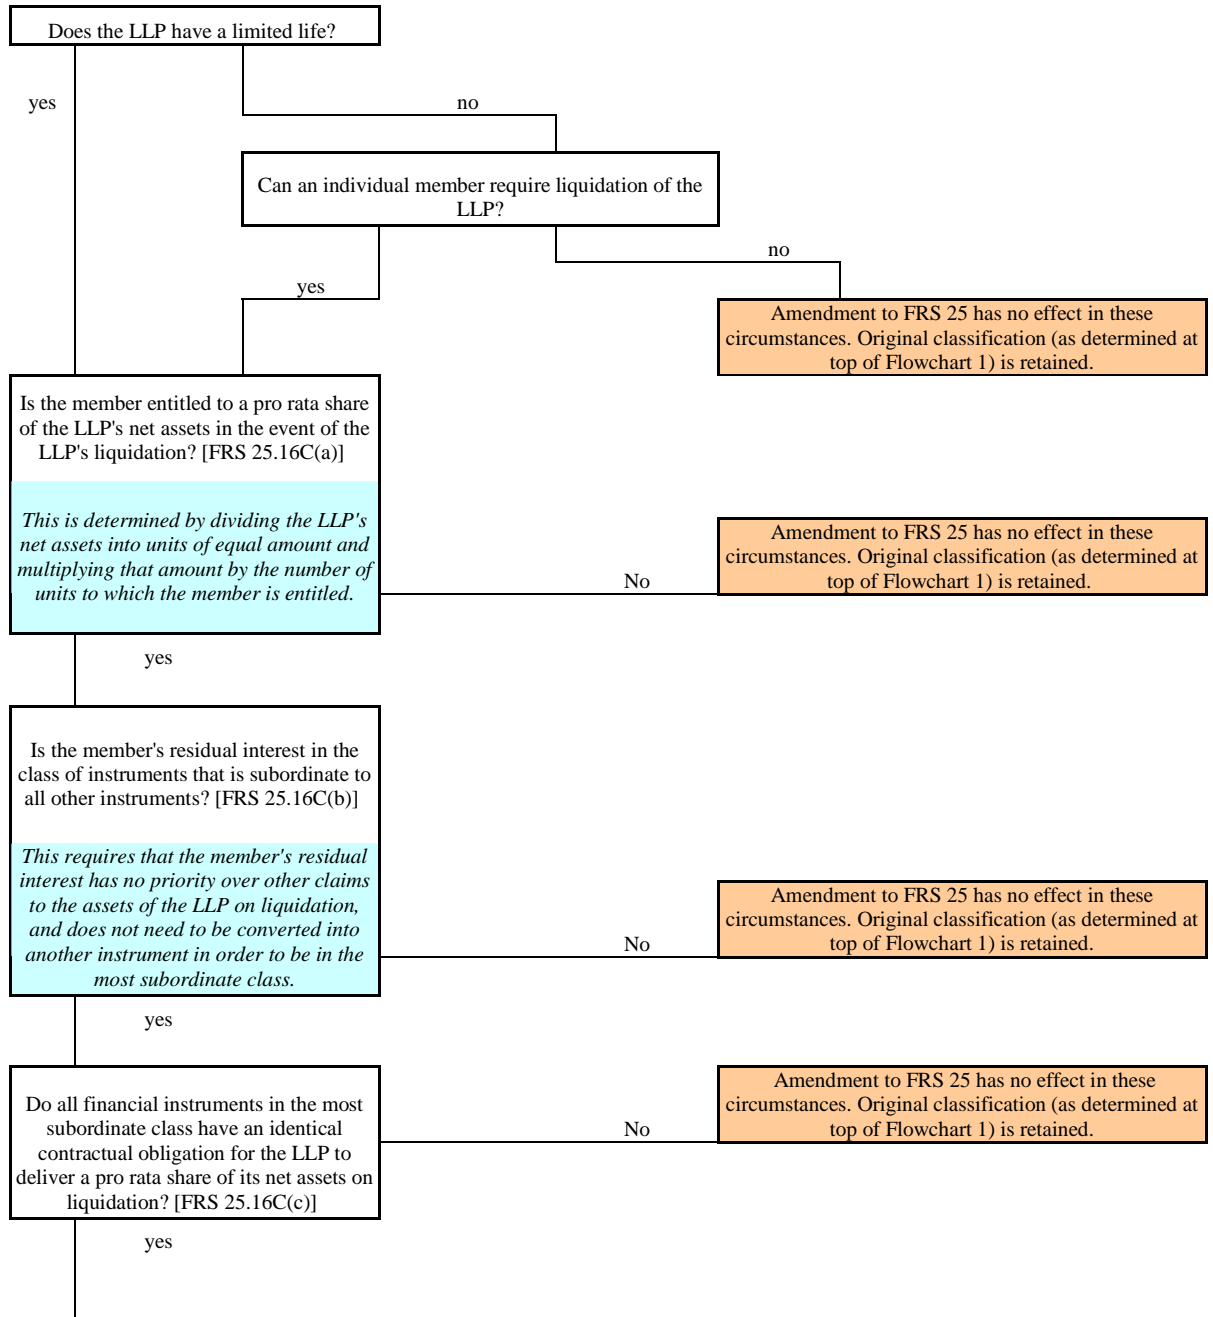 Does the LLP have a limited life?
yes
no
Can an individual member require liquidation of the
LLP?
no
yes
Amendment to FRS 25 has no effect in these
circumstances. Original classification (as determined at
top of Flowchart 1) is retained.
Is the member entitled to a pro rata share
of the LLP's net assets in the event of the
LLP's liquidation? [FRS 25.16C(a)]
This is determined by dividing the LLP's
net assets into units of equal amount and
multiplying that amount by the number of
units to which the member is entitled.
No
Amendment to FRS 25 has no effect in these
circumstances. Original classification (as determined at
top of Flowchart 1) is retained.
yes
Is the member's residual interest in the
class of instruments that is subordinate to
all other instruments? [FRS 25.16C(b)]
This requires that the member's residual
interest has no priority over other claims
to the assets of the LLP on liquidation,
and does not need to be converted into
another instrument in order to be in the
most subordinate class.
No
Amendment to FRS 25 has no effect in these
circumstances. Original classification (as determined at
top of Flowchart 1) is retained.
yes
Do all financial instruments in the most
subordinate class have an identical
contractual obligation for the LLP to
deliver a pro rata share of its net assets on
liquidation? [FRS 25.16C(c)]
No
Amendment to FRS 25 has no effect in these
circumstances. Original classification (as determined at
top of Flowchart 1) is retained.
yes